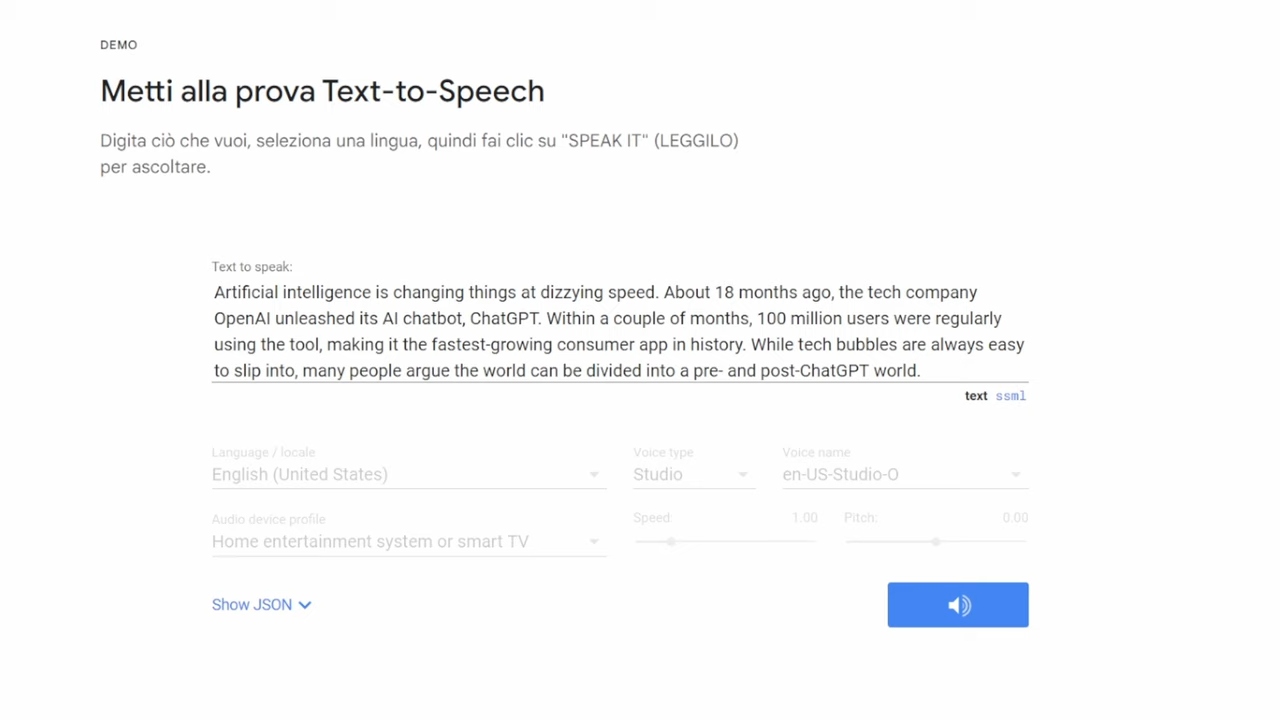 DEMO
Metti alla prova Text-to-Speech
Digita ciò che vuoi, seleziona una lingua, quindi fai clic su "SPEAK IT" (LEGGILO)
per ascoltare.
Text to speak:
Artificial intelligence is changing things at dizzying speed. About 18 months ago, the tech company
OpenAI unleashed its AI chatbot, ChatGPT. Within a couple of months, 100 million users were regularly
using the tool, making it the fastest-growing consumer app in history. While tech bubbles are always easy
to slip into, many people argue the world can be divided into a pre- and post-ChatGPT world.
text ssml
Language / locale Voice type Voice name
English (United States) Studio en-US-Studio-O
Audio device profile Speed: 1.00 Pitch: 0.00
Home entertainment system or smart TV
Show JSON